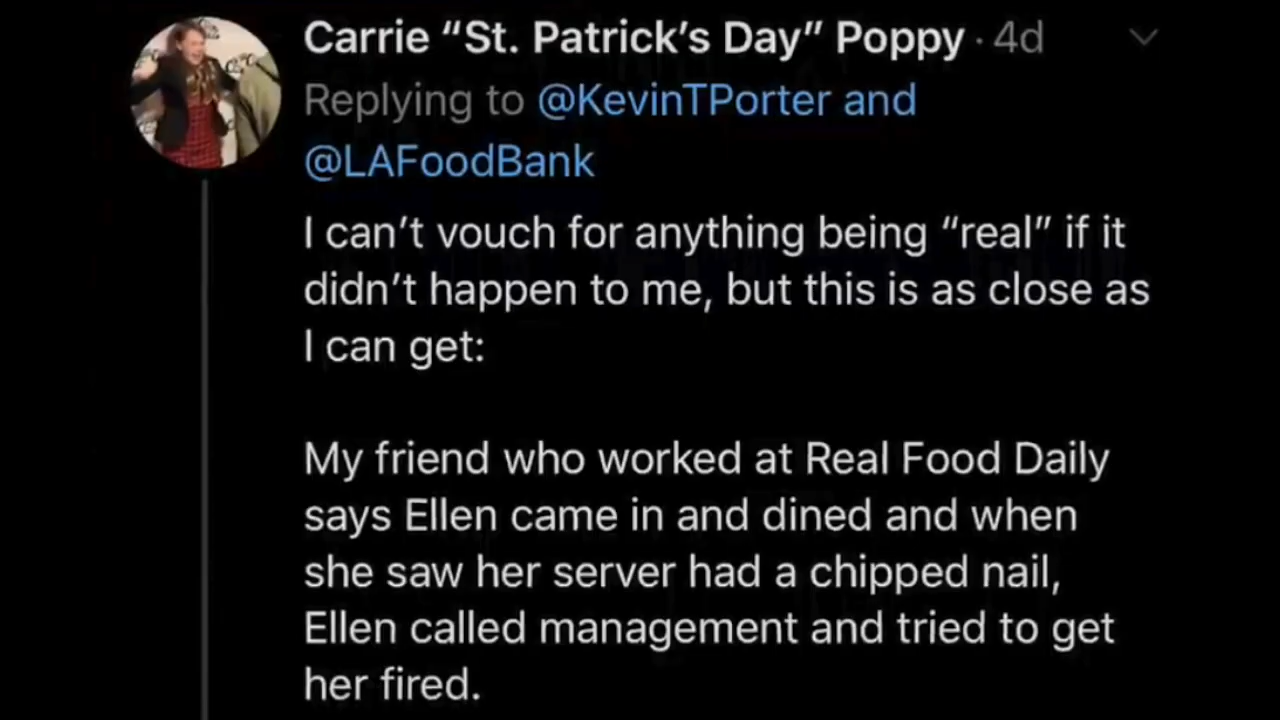 Carrie “St. Patrick’s Day” Poppy · 4d
Replying to @KevinTPorter and
@LAFoodBank
I can’t vouch for anything being “real” if it
didn’t happen to me, but this is as close as
I can get:
My friend who worked at Real Food Daily
says Ellen came in and dined and when
she saw her server had a chipped nail,
Ellen called management and tried to get
her fired.